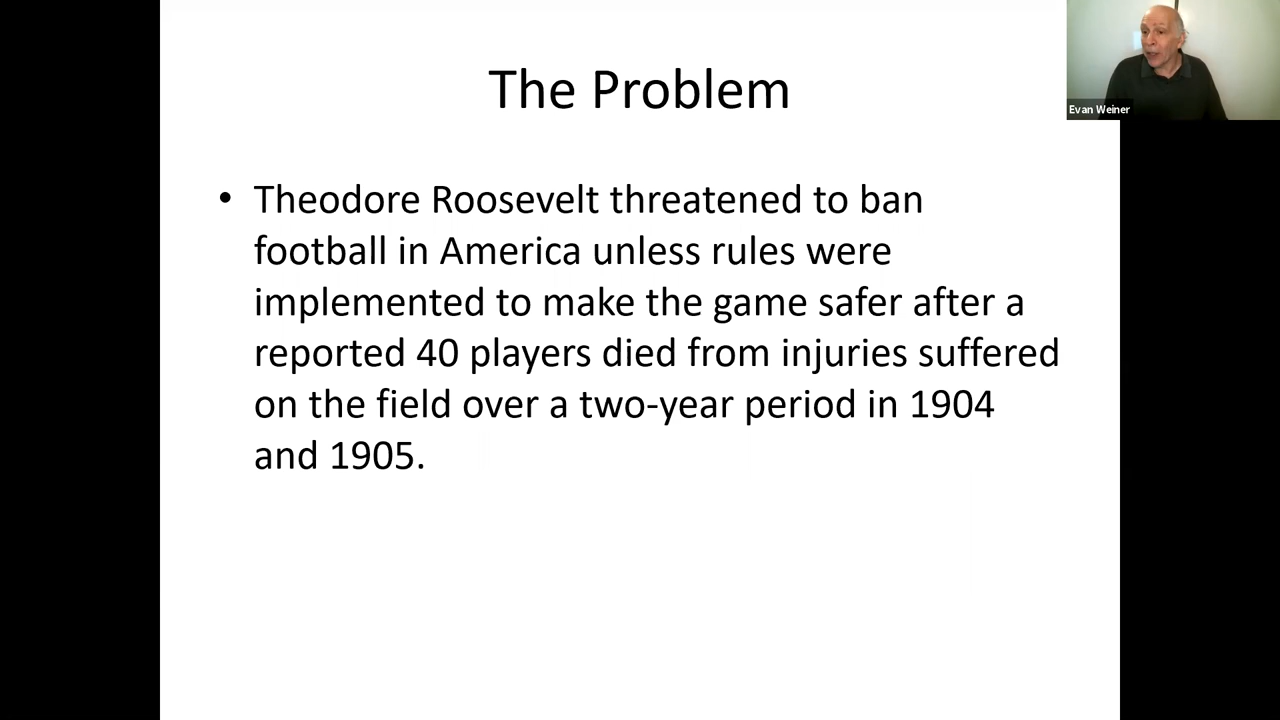 The Problem
• Theodore Roosevelt threatened to ban
football in America unless rules were
implemented to make the game safer after a
reported 40 players died from injuries suffered
on the field over a two-year period in 1904
and 1905.
Evan Weiner